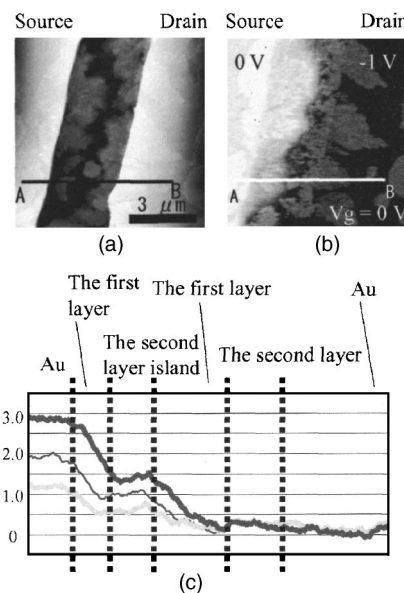 Source Drain
A B
3 μm
(a)
Source Drain
0 V -1 V
A B
Vg = 0 V
(b)
The first layer
The first layer
Au
Au
The second layer island
The second layer
3.0
2.0
1.0
0
(c)